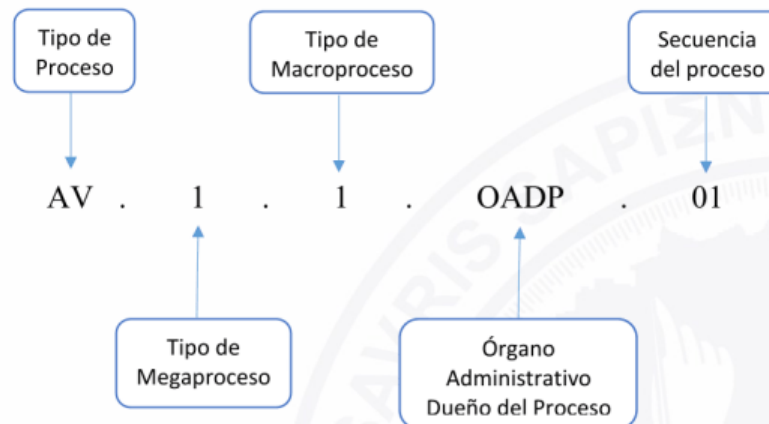 Tipo de
Proceso
Tipo de
Macroproceso
Secuencia
del proceso
AV . 1 . 1 . OADP . 01
Tipo de
Megaproceso
Órgano
Administrativo
Dueño del Proceso